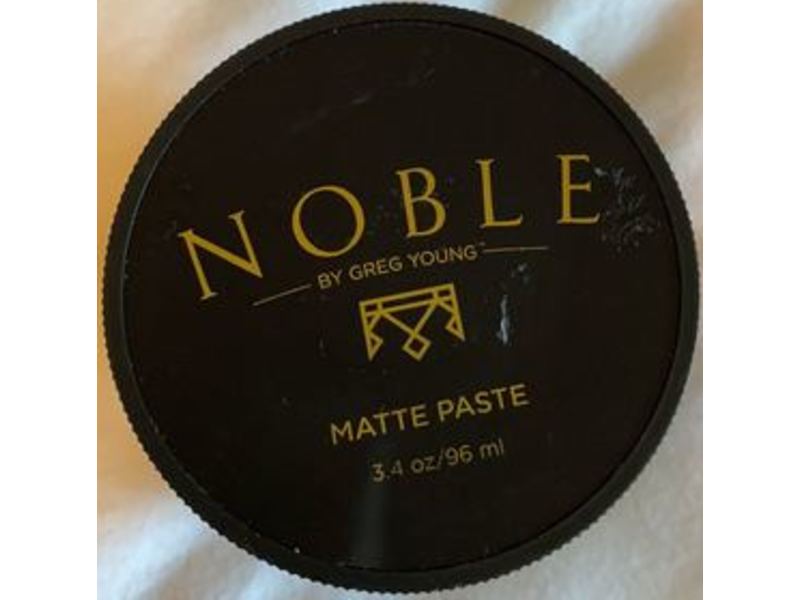 NOBLE
BY GREG YOUNG™
MATTE PASTE
3.4 oz/96 ml